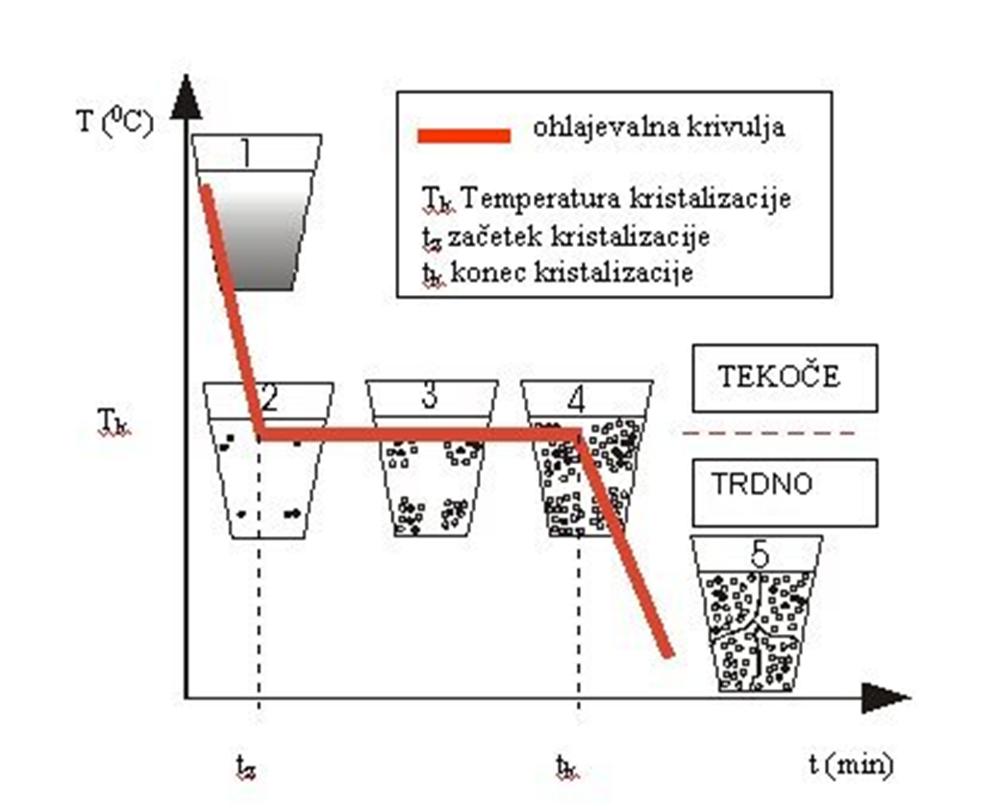 T (⁰C)
1
ohlajevalna krivulja
Tk Temperatura kristalizacije
tz začetek kristalizacije
tk konec kristalizacije
TEKOČE
2
3
4
Tk
TRDNO
5
tz
tk
t (min)